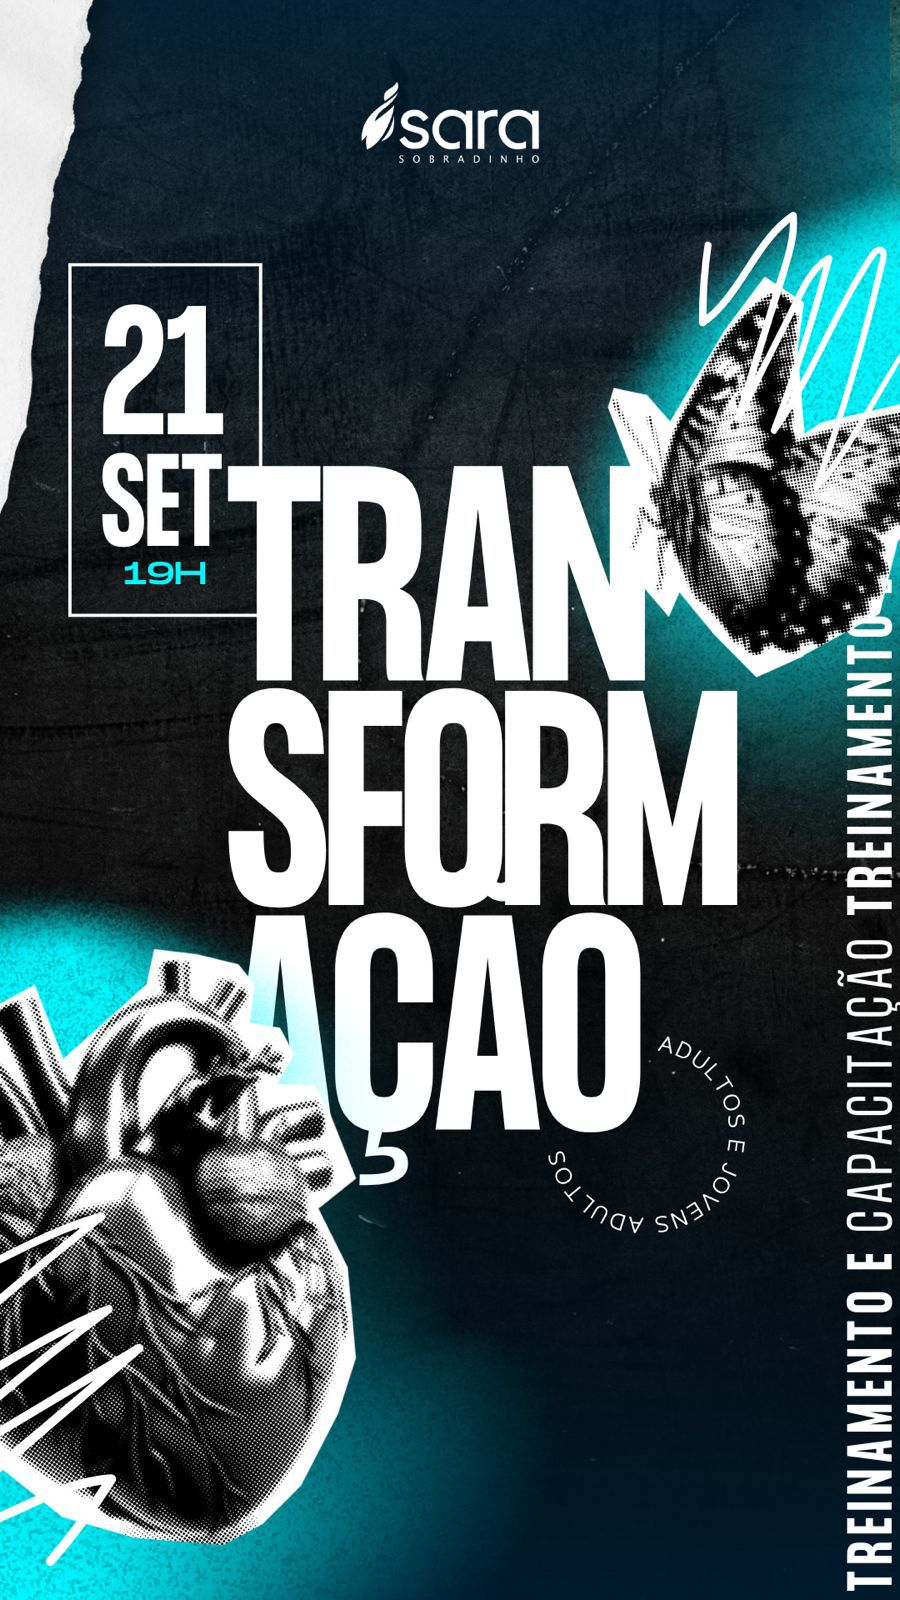 sara
SOBRADINHO
21
SET
19H
TRAN
SFORM
AÇAO
ADULTOS E JOVENS ADULTOS
TREINAMENTO E CAPACITAÇÃO TREINAMENTO E